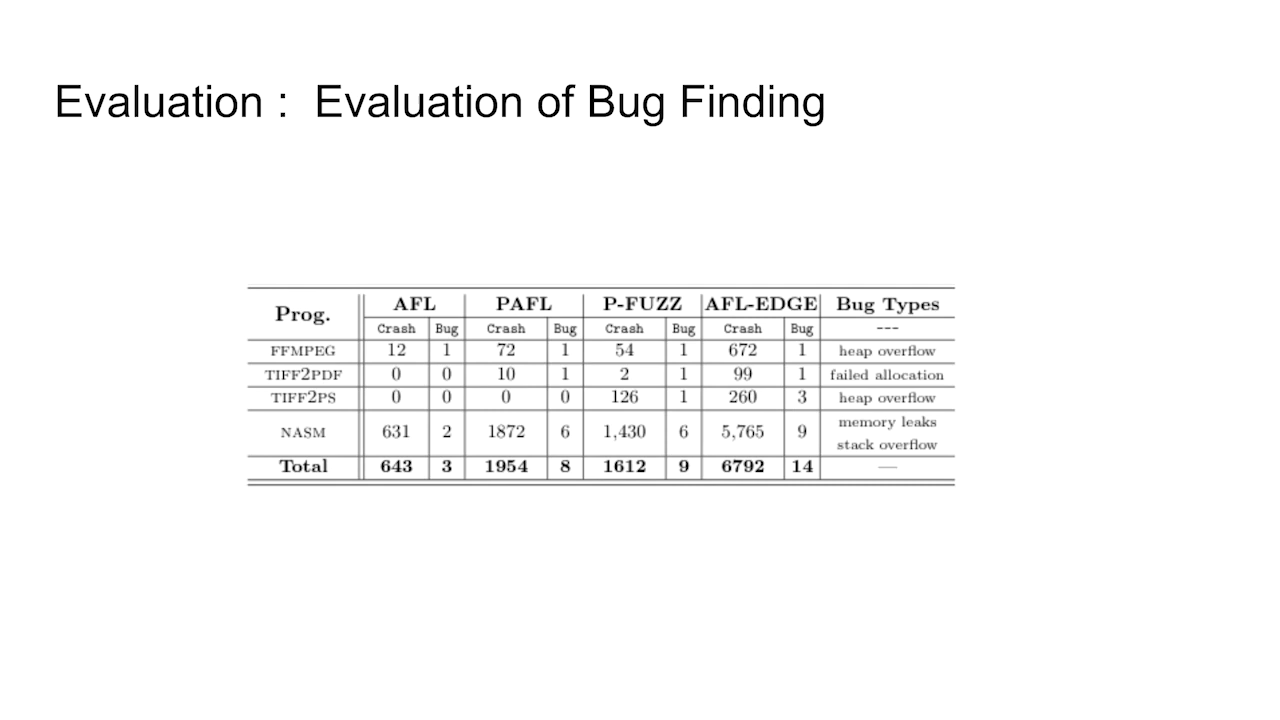 Evaluation :  Evaluation of Bug Finding
Prog. AFL PAFL P-FUZZ AFL-EDGE Bug Types
Crash Bug Crash Bug Crash Bug Crash Bug ---
FFMPEG 12 1 72 1 54 1 672 1 heap overflow
TIFF2PDF 0 0 10 1 2 1 99 1 failed allocation
TIFF2PS 0 0 0 0 126 1 260 3 heap overflow
NASM 631 2 1872 6 1,430 6 5,765 9 memory leaks
stack overflow
Total 643 3 1954 8 1612 9 6792 14 —